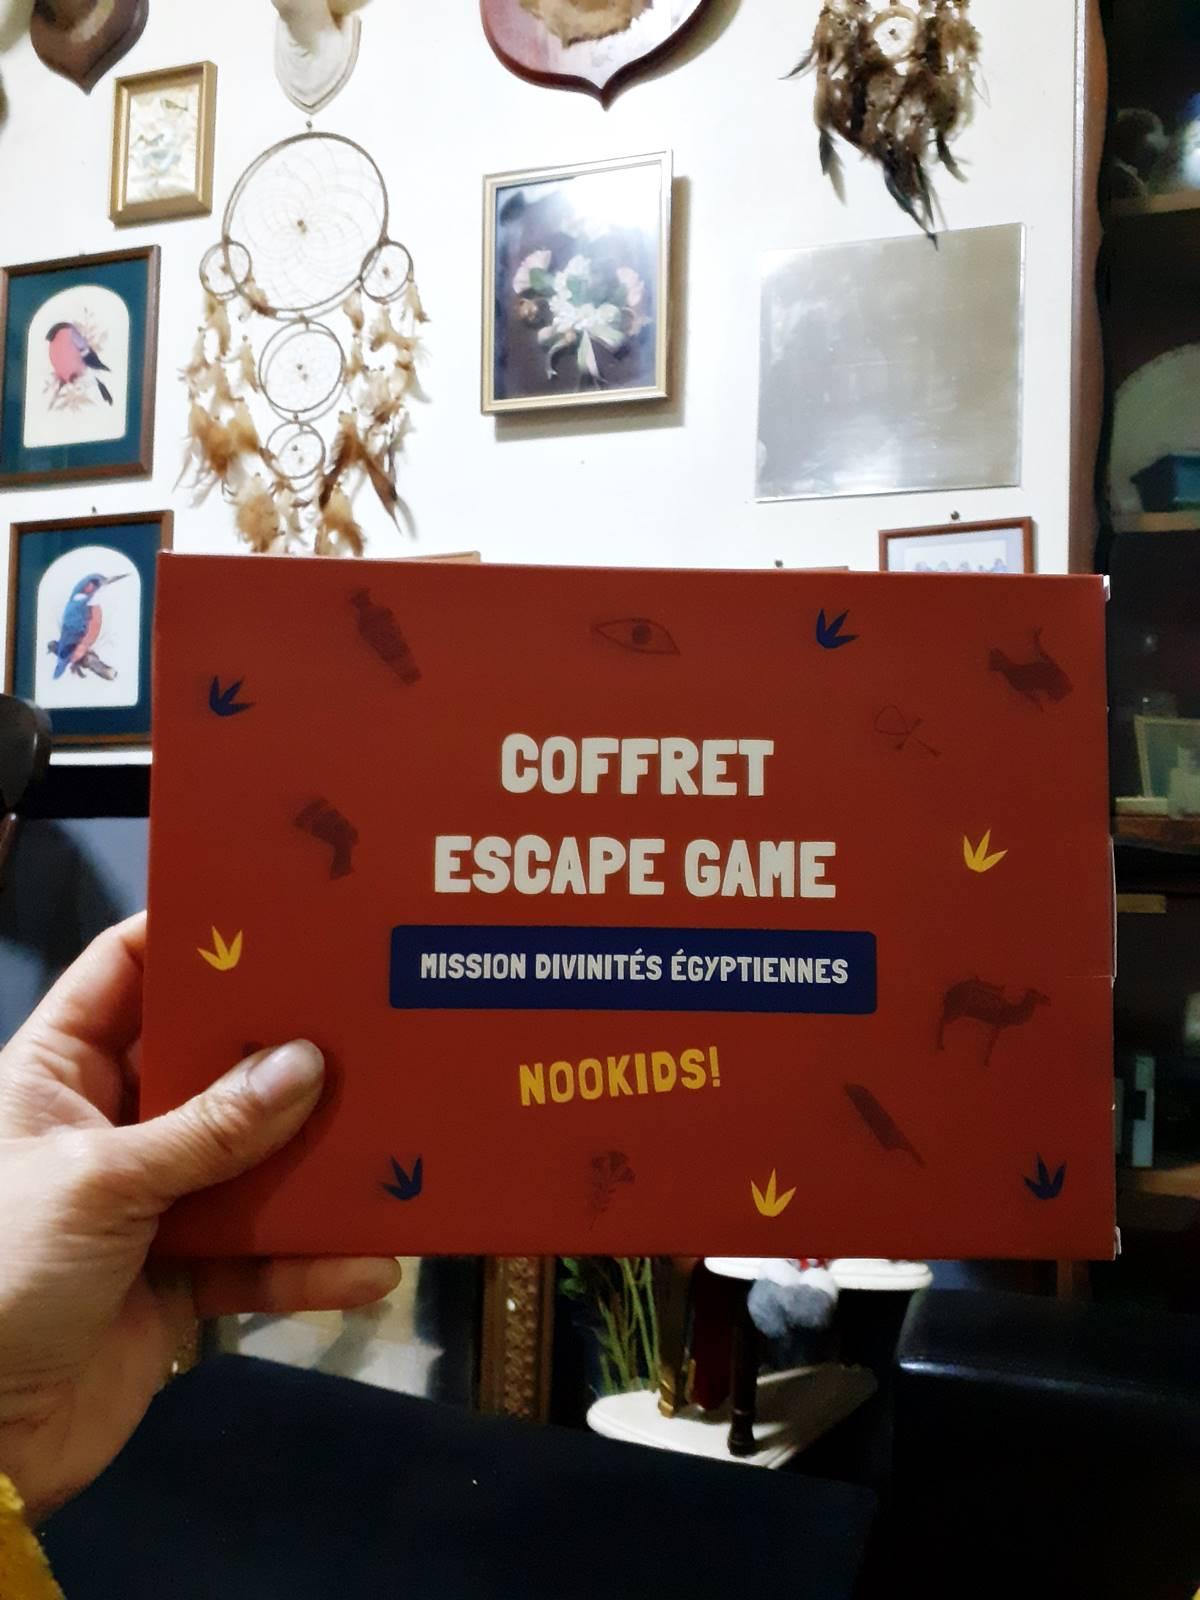 COFFRET
ESCAPE GAME
MISSION DIVINITÉS ÉGYPTIENNES
NOOKIDS!